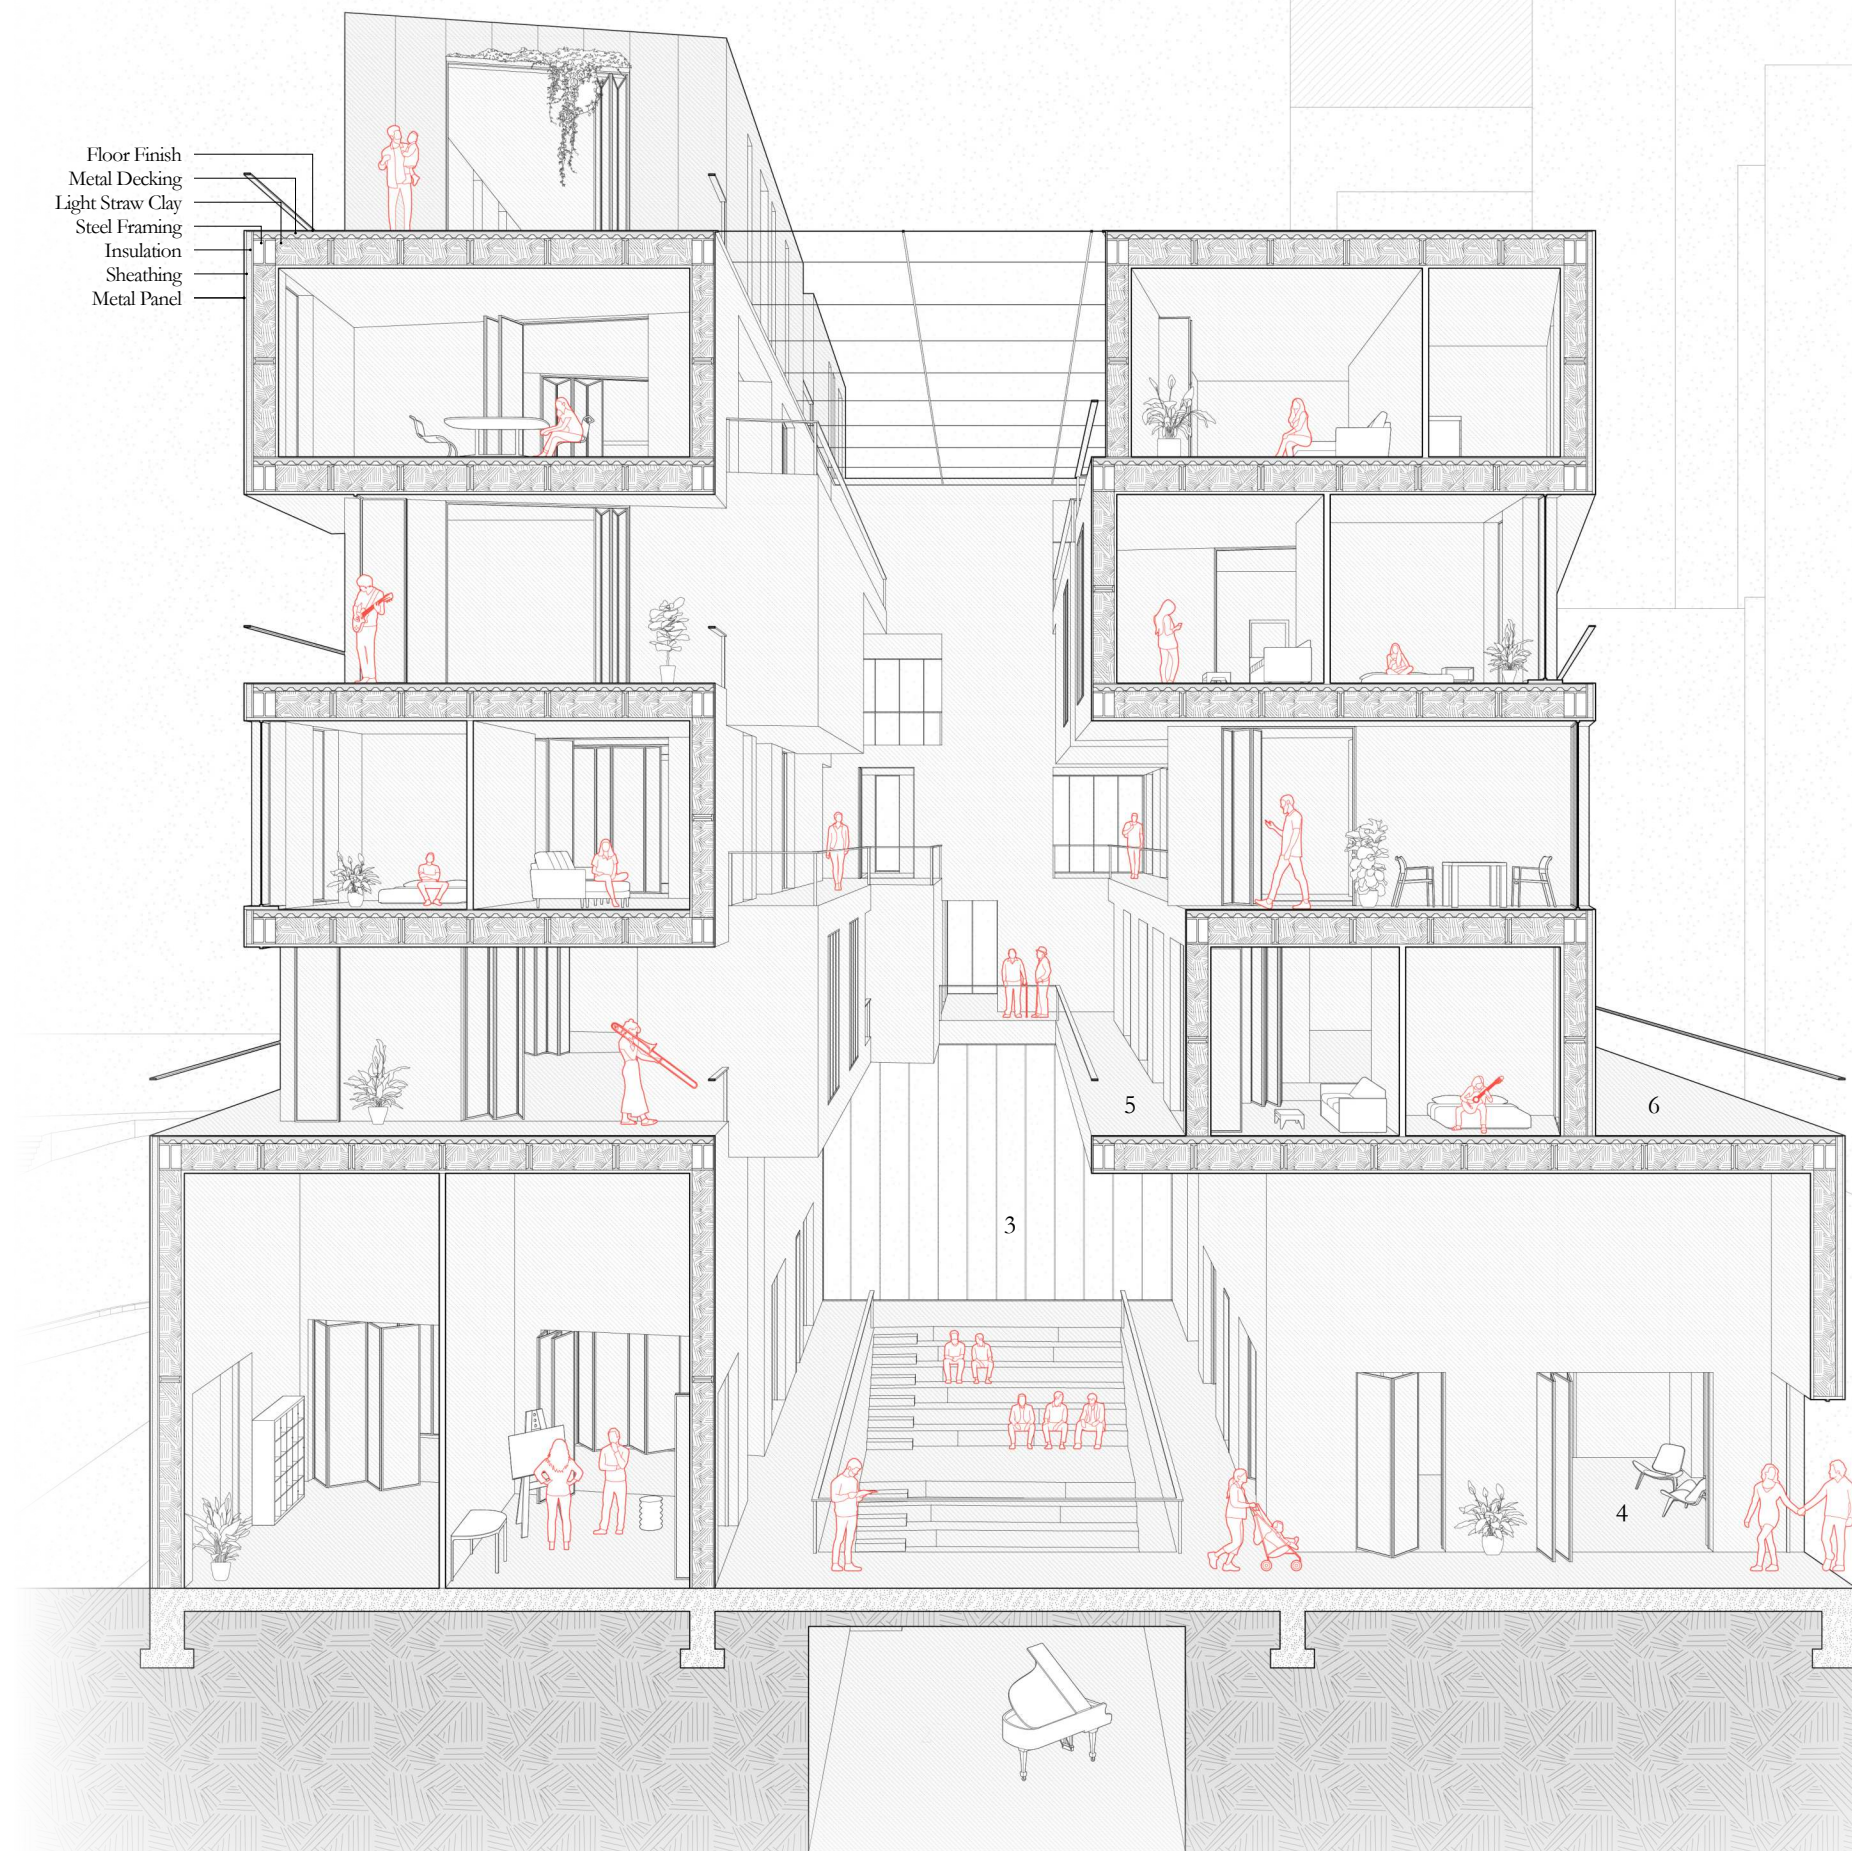 Floor Finish
Metal Decking
Light Straw Clay
Steel Framing
Insulation
Sheathing
Metal Panel
5
6
3
4